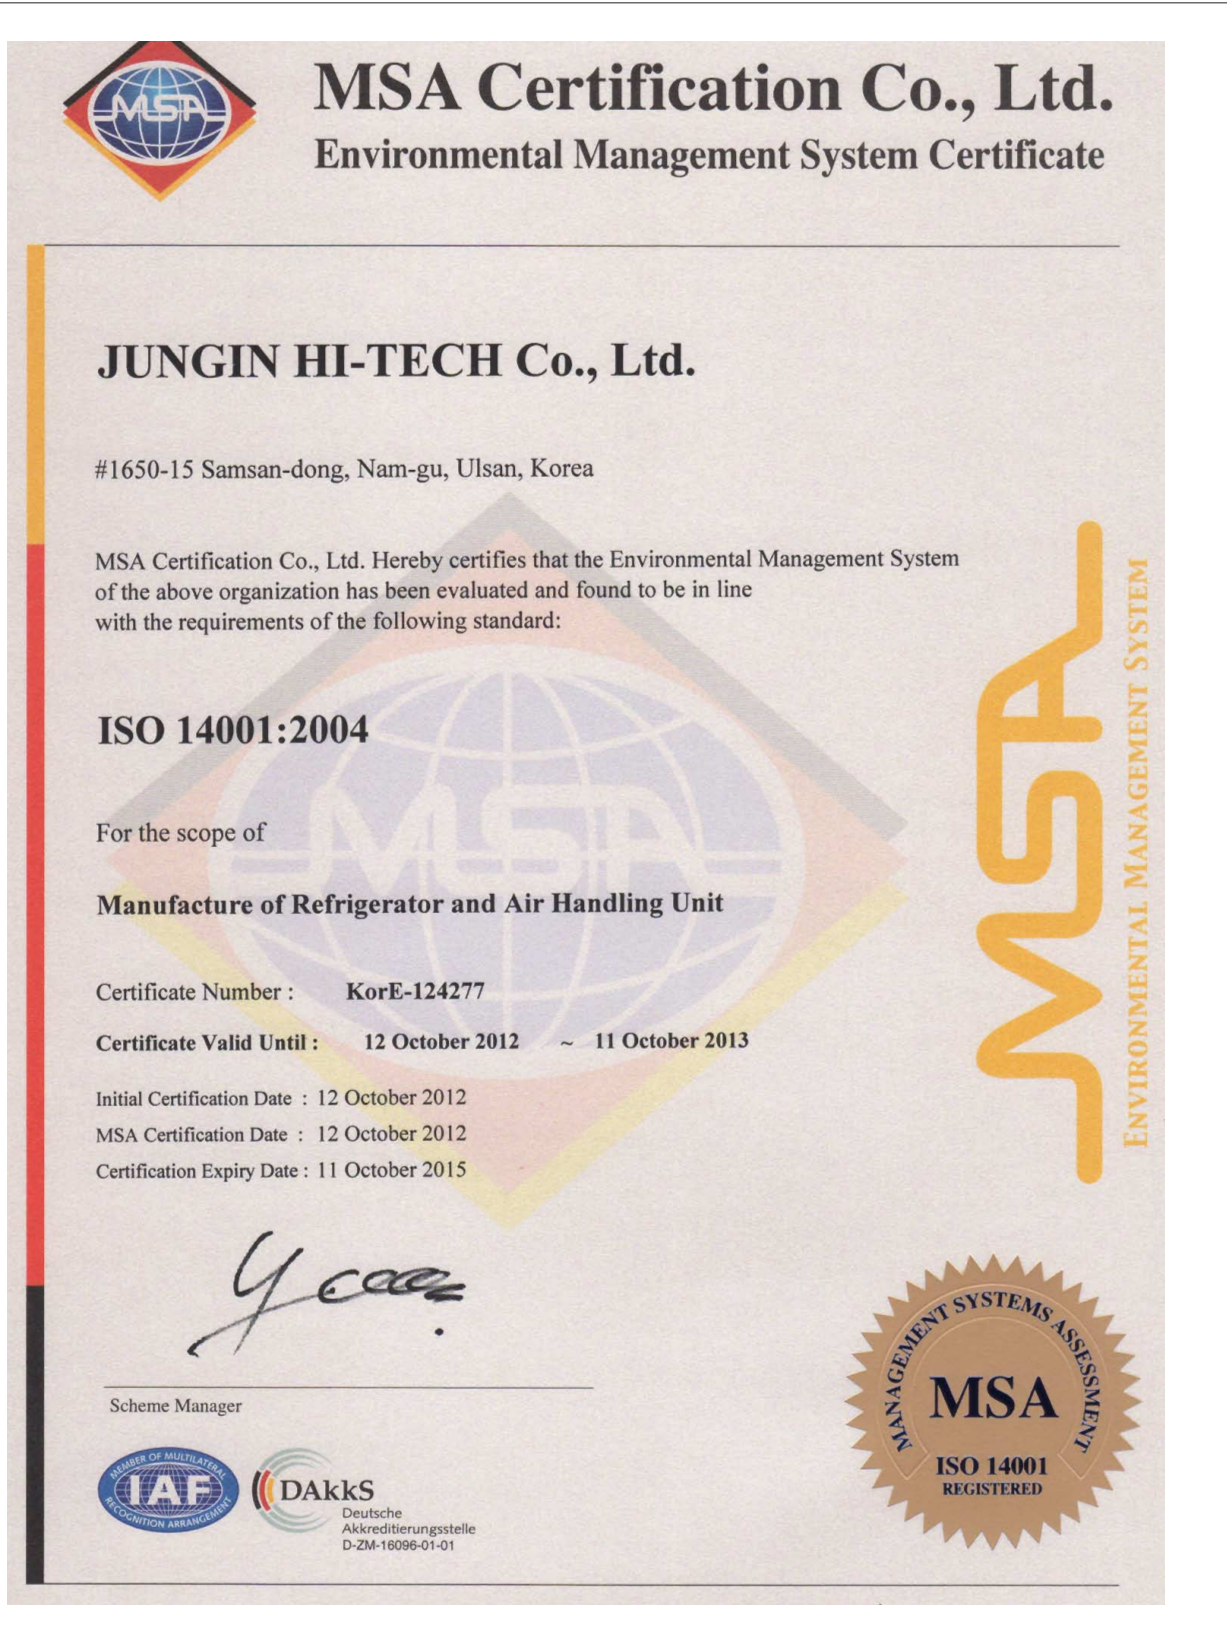 MSA
MSA Certification Co., Ltd.
Environmental Management System Certificate
JUNGIN HI-TECH Co., Ltd.
#1650-15 Samsan-dong, Nam-gu, Ulsan, Korea
MSA Certification Co., Ltd. Hereby certifies that the Environmental Management System
of the above organization has been evaluated and found to be in line
with the requirements of the following standard:
ISO 14001:2004
For the scope of
MSA
Manufacture of Refrigerator and Air Handling Unit
Certificate Number : KorE-124277
Certificate Valid Until : 12 October 2012 ~ 11 October 2013
Initial Certification Date : 12 October 2012
MSA Certification Date : 12 October 2012
Certification Expiry Date : 11 October 2015
MSA
ENVIRONMENTAL MANAGEMENT SYSTEM
Scheme Manager
MEMBER OF MULTILATERAL
IAF
RECOGNITION ARRANGEMENT
DAkkS
Deutsche
Akkreditierungsstelle
D-ZM-16096-01-01
MANAGEMENT SYSTEMS ASSESSMENT
MSA
ISO 14001
REGISTERED